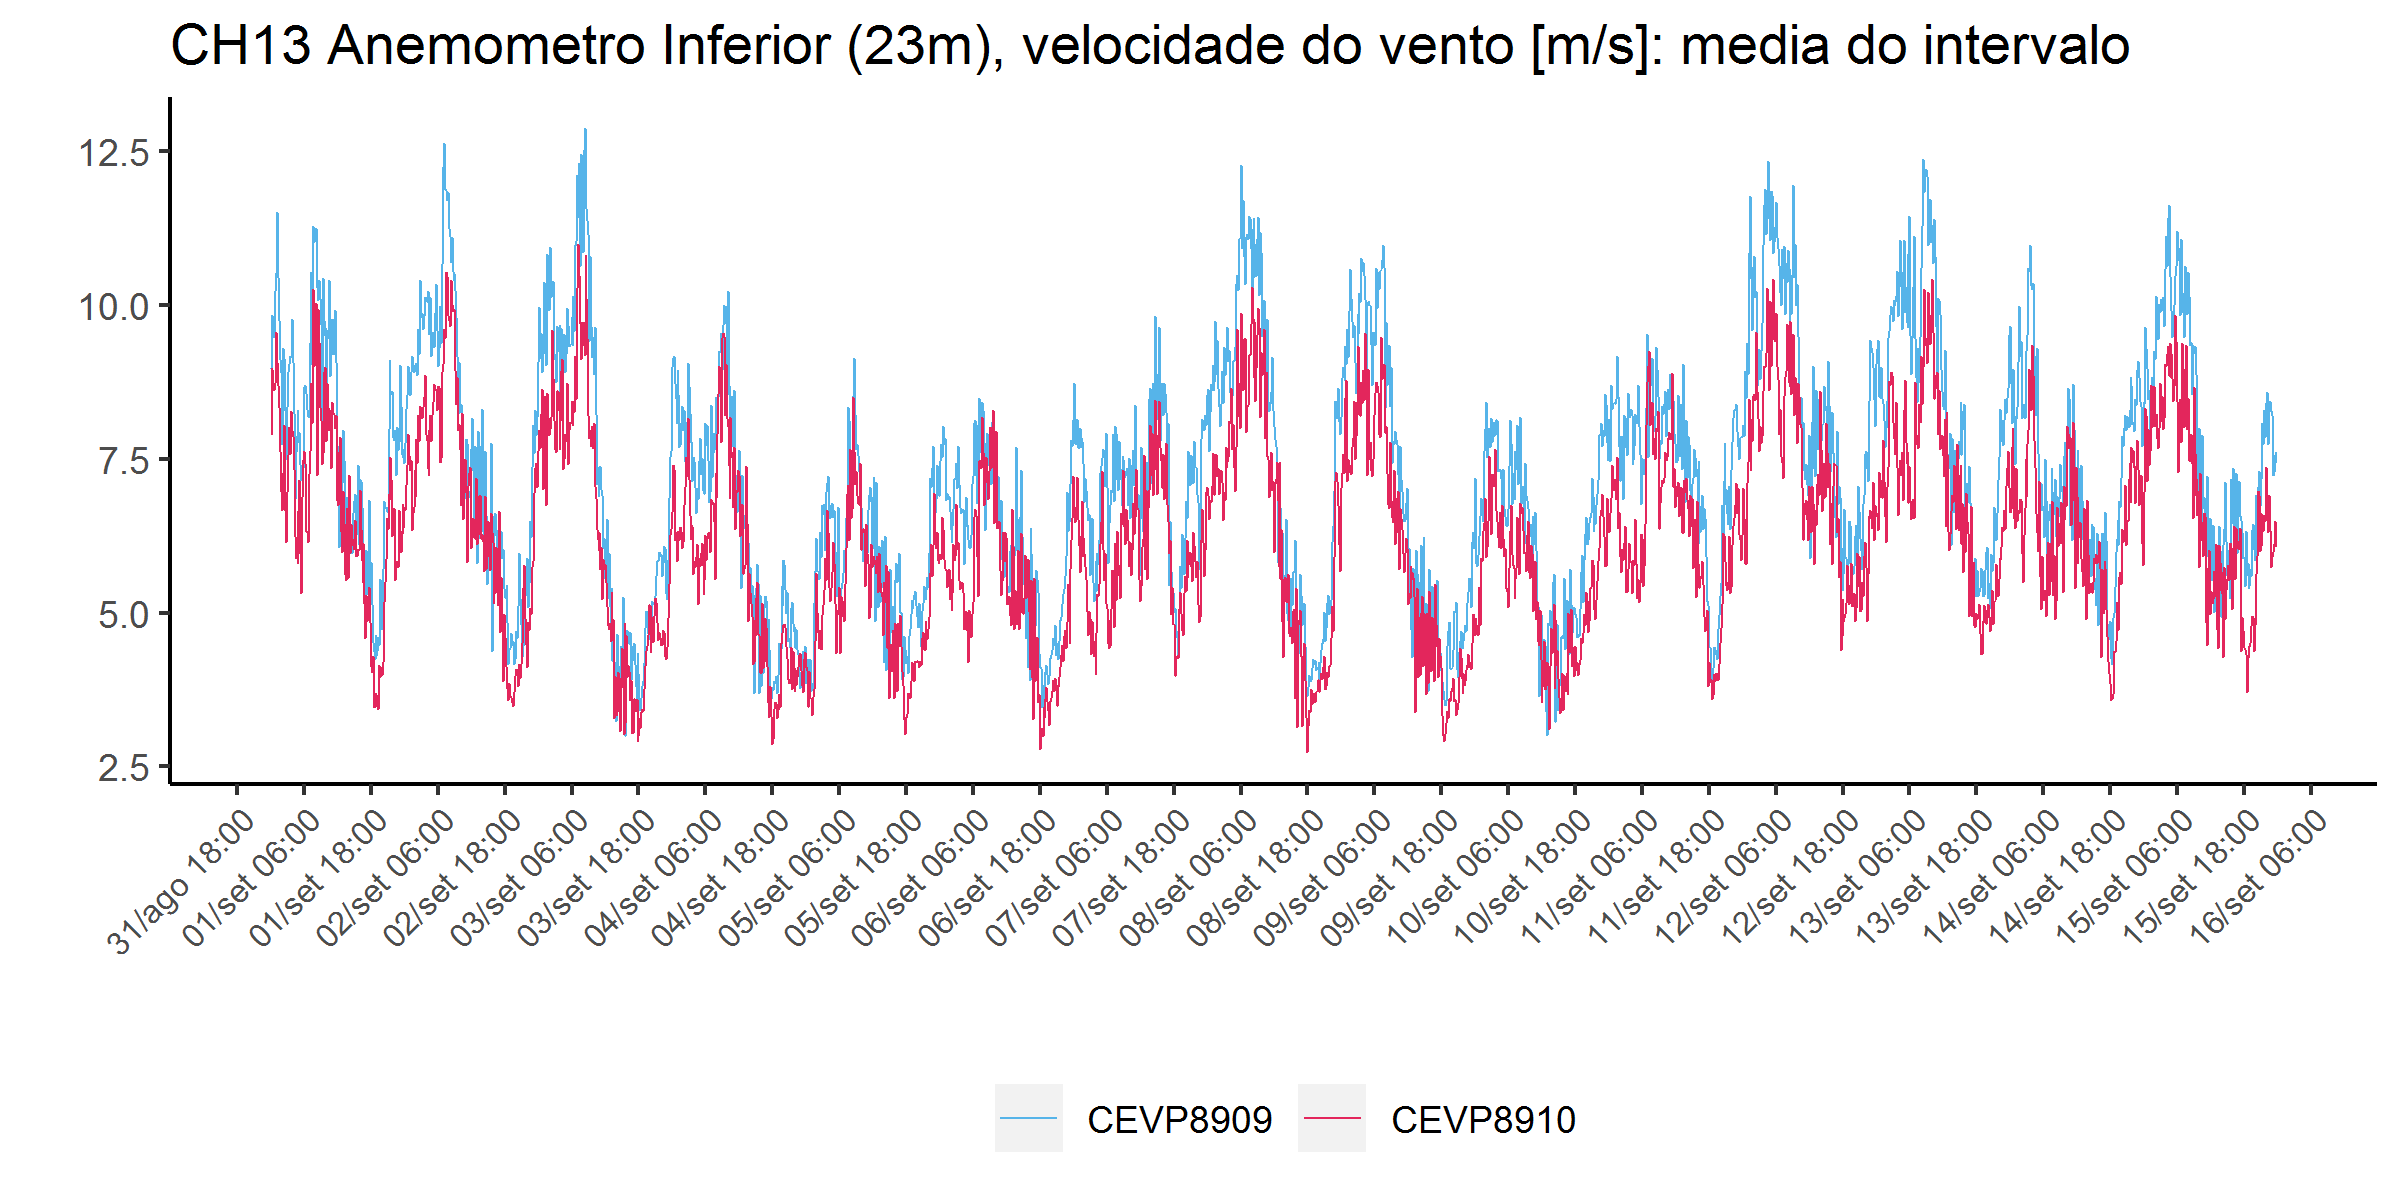 CH13 Anemometro Inferior (23m), velocidade do vento [m/s]: media do intervalo
12.5
10.0
7.5
5.0
2.5
31/ago 18:00
01/set 06:00
01/set 18:00
02/set 06:00
02/set 18:00
03/set 06:00
03/set 18:00
04/set 06:00
04/set 18:00
05/set 06:00
05/set 18:00
06/set 06:00
06/set 18:00
07/set 06:00
07/set 18:00
08/set 06:00
08/set 18:00
09/set 06:00
09/set 18:00
10/set 06:00
10/set 18:00
11/set 06:00
11/set 18:00
12/set 06:00
12/set 18:00
13/set 06:00
13/set 18:00
14/set 06:00
14/set 18:00
15/set 06:00
15/set 18:00
16/set 06:00
CEVP8909
CEVP8910